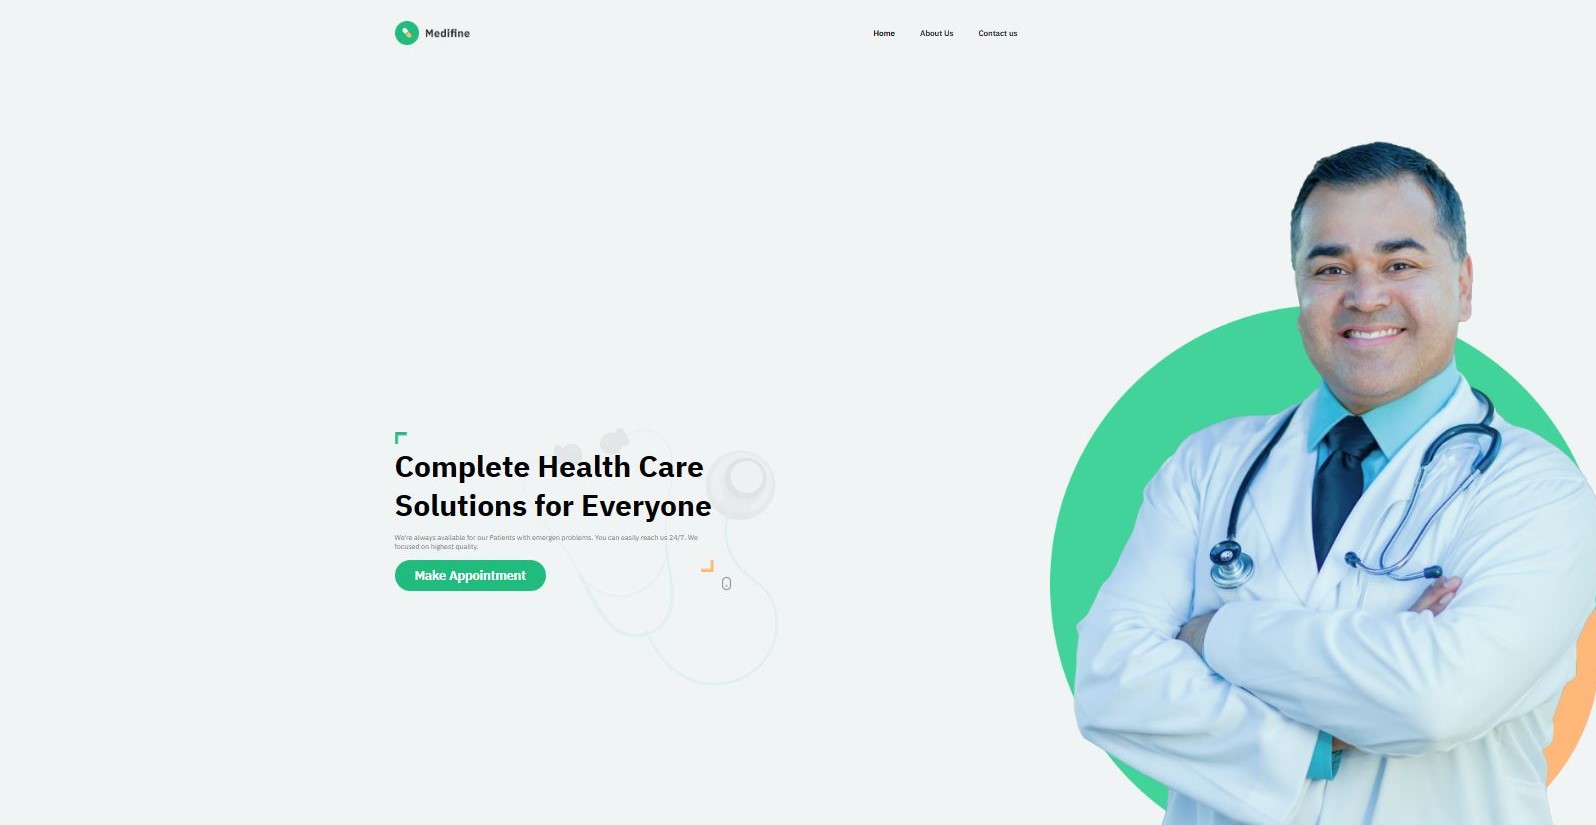 Medifine
Home
About Us
Contact us
Complete Health Care
Solutions for Everyone
We're always available for our Patients with emergen problems. You can easily reach us 24/7. We
focused on highest quality.
Make Appointment